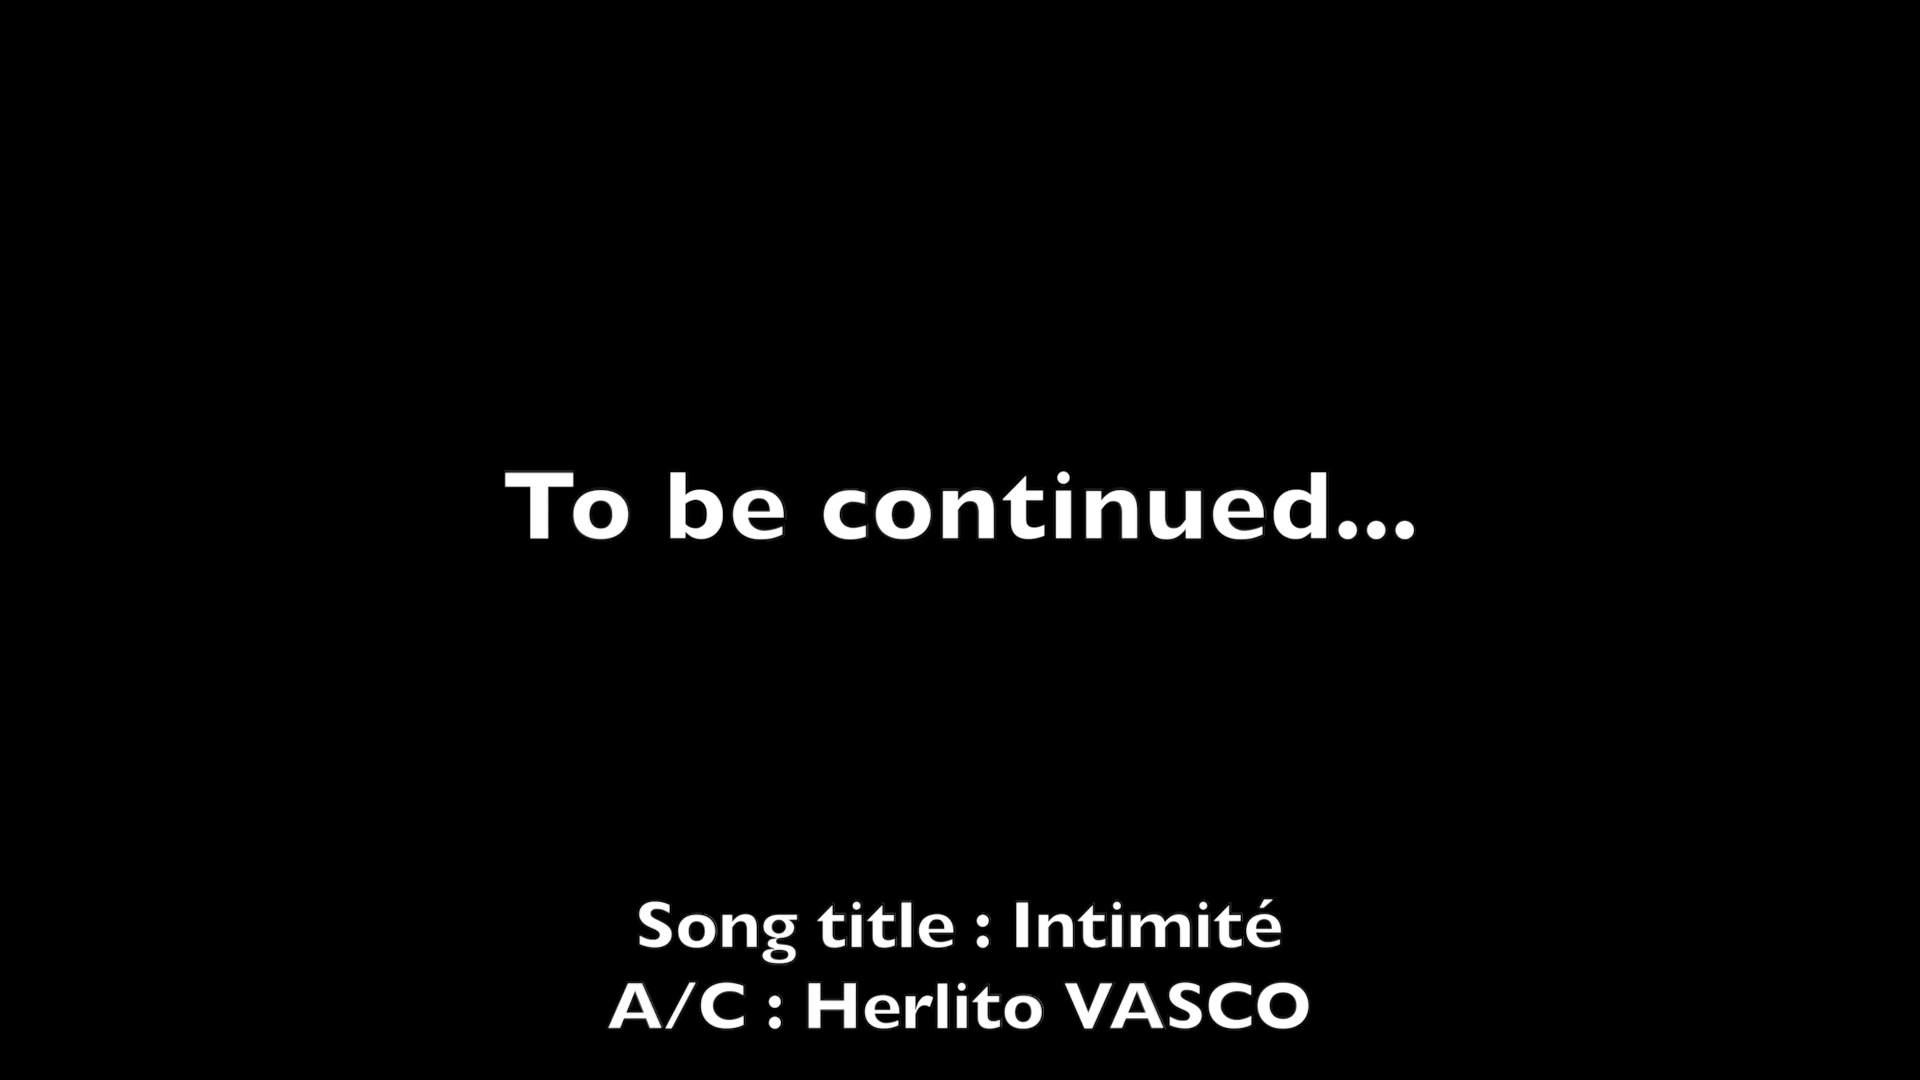 To be continued...
Song title : Intimité
A/C : Herlito VASCO